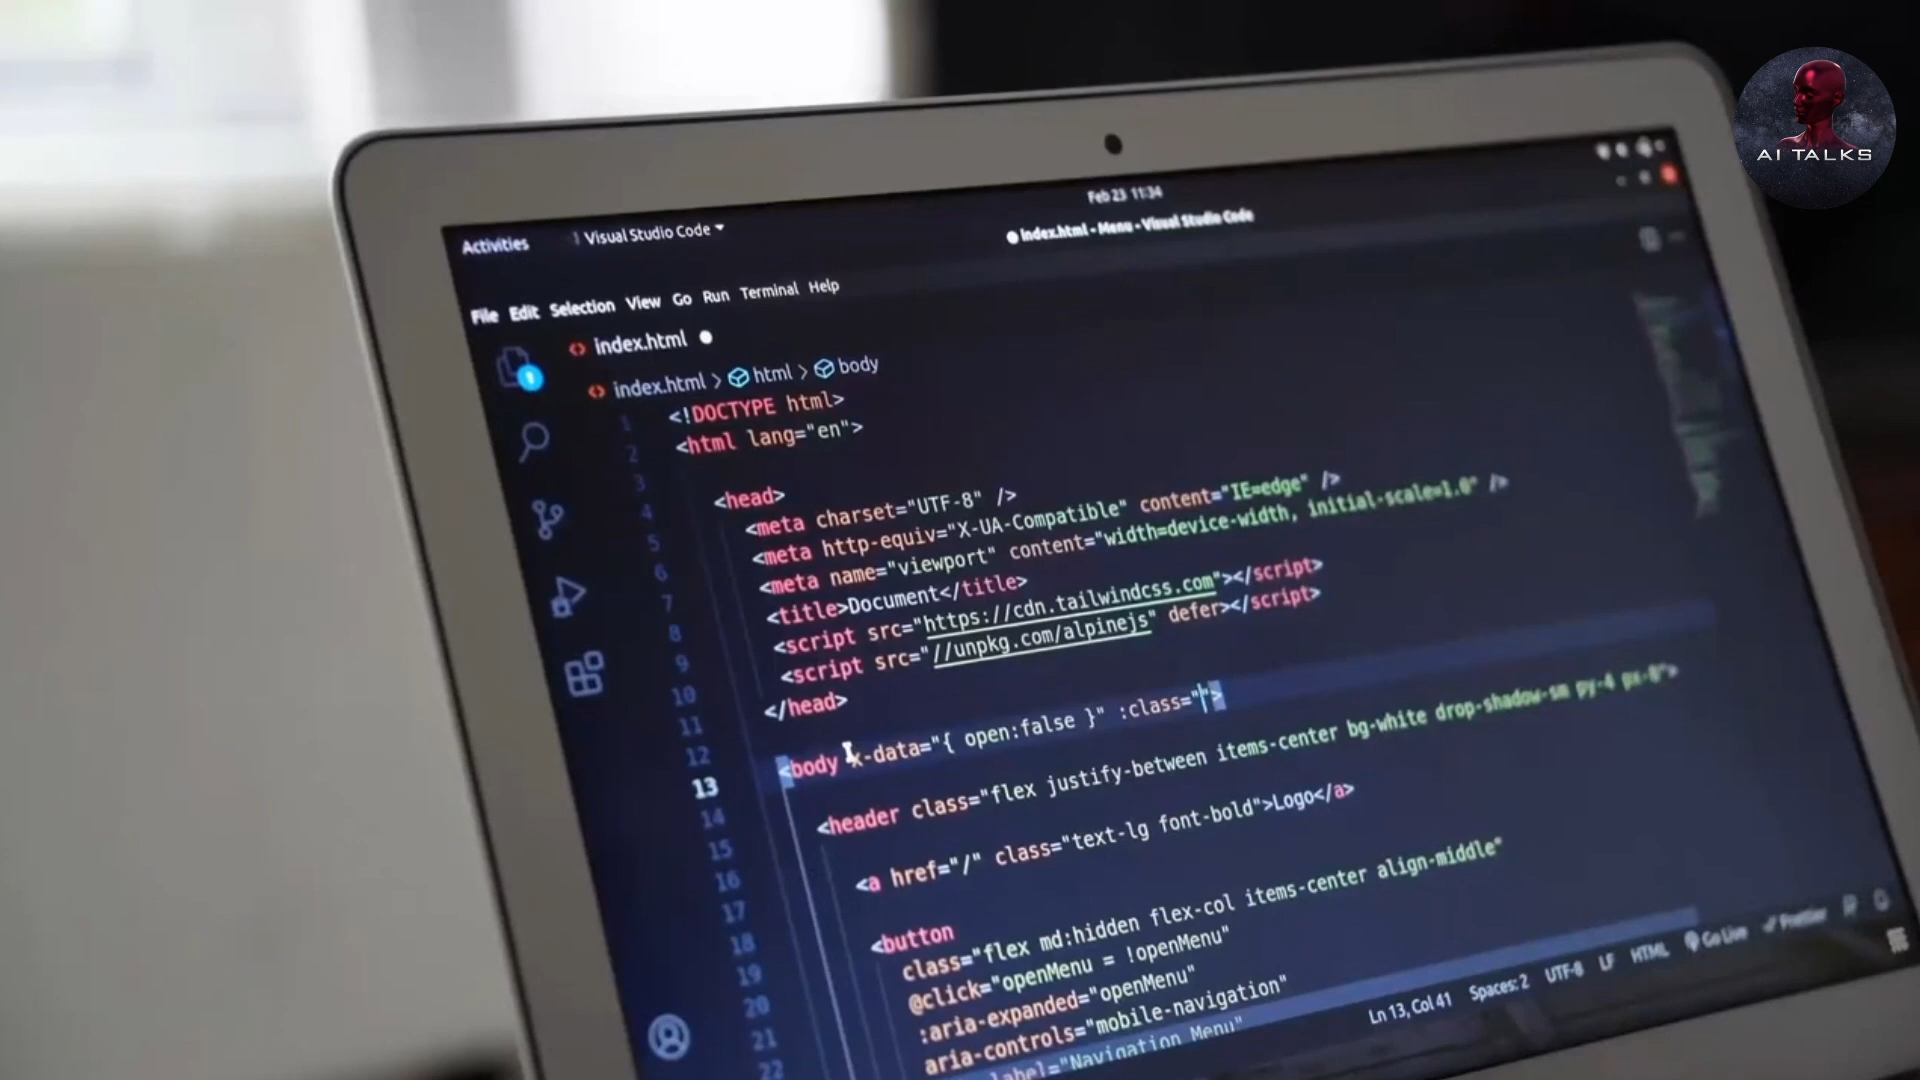 AI TALKS
Feb 23 11:34
Activities
Visual Studio Code
index.html - Menu - Visual Studio Code
File Edit Selection View Go Run Terminal Help
index.html
index.html > html > body
1 <!DOCTYPE html>
2 <html lang="en">
3
4 <head>
5 <meta charset="UTF-8" />
6 <meta http-equiv="X-UA-Compatible" content="IE=edge" />
7 <meta name="viewport" content="width=device-width, initial-scale=1.0" />
8 <title>Document</title>
9 <script src="https://cdn.tailwindcss.com"></script>
10 <script src="//unpkg.com/alpinejs" defer></script>
11 </head>
12
13 <body x-data="{ open:false }" :class="">
14
15 <header class="flex justify-between items-center bg-white drop-shadow-sm py-4 px-8">
16
17 <a href="/" class="text-lg font-bold">Logo</a>
18
19 <button
20 class="flex md:hidden flex-col items-center align-middle"
21 @click="openMenu = !openMenu"
22 :aria-expanded="openMenu"
aria-controls="mobile-navigation"
label="Navigation Menu"
Ln 13, Col 41 Spaces: 2 UTF-8 LF HTML Go Live Prettier